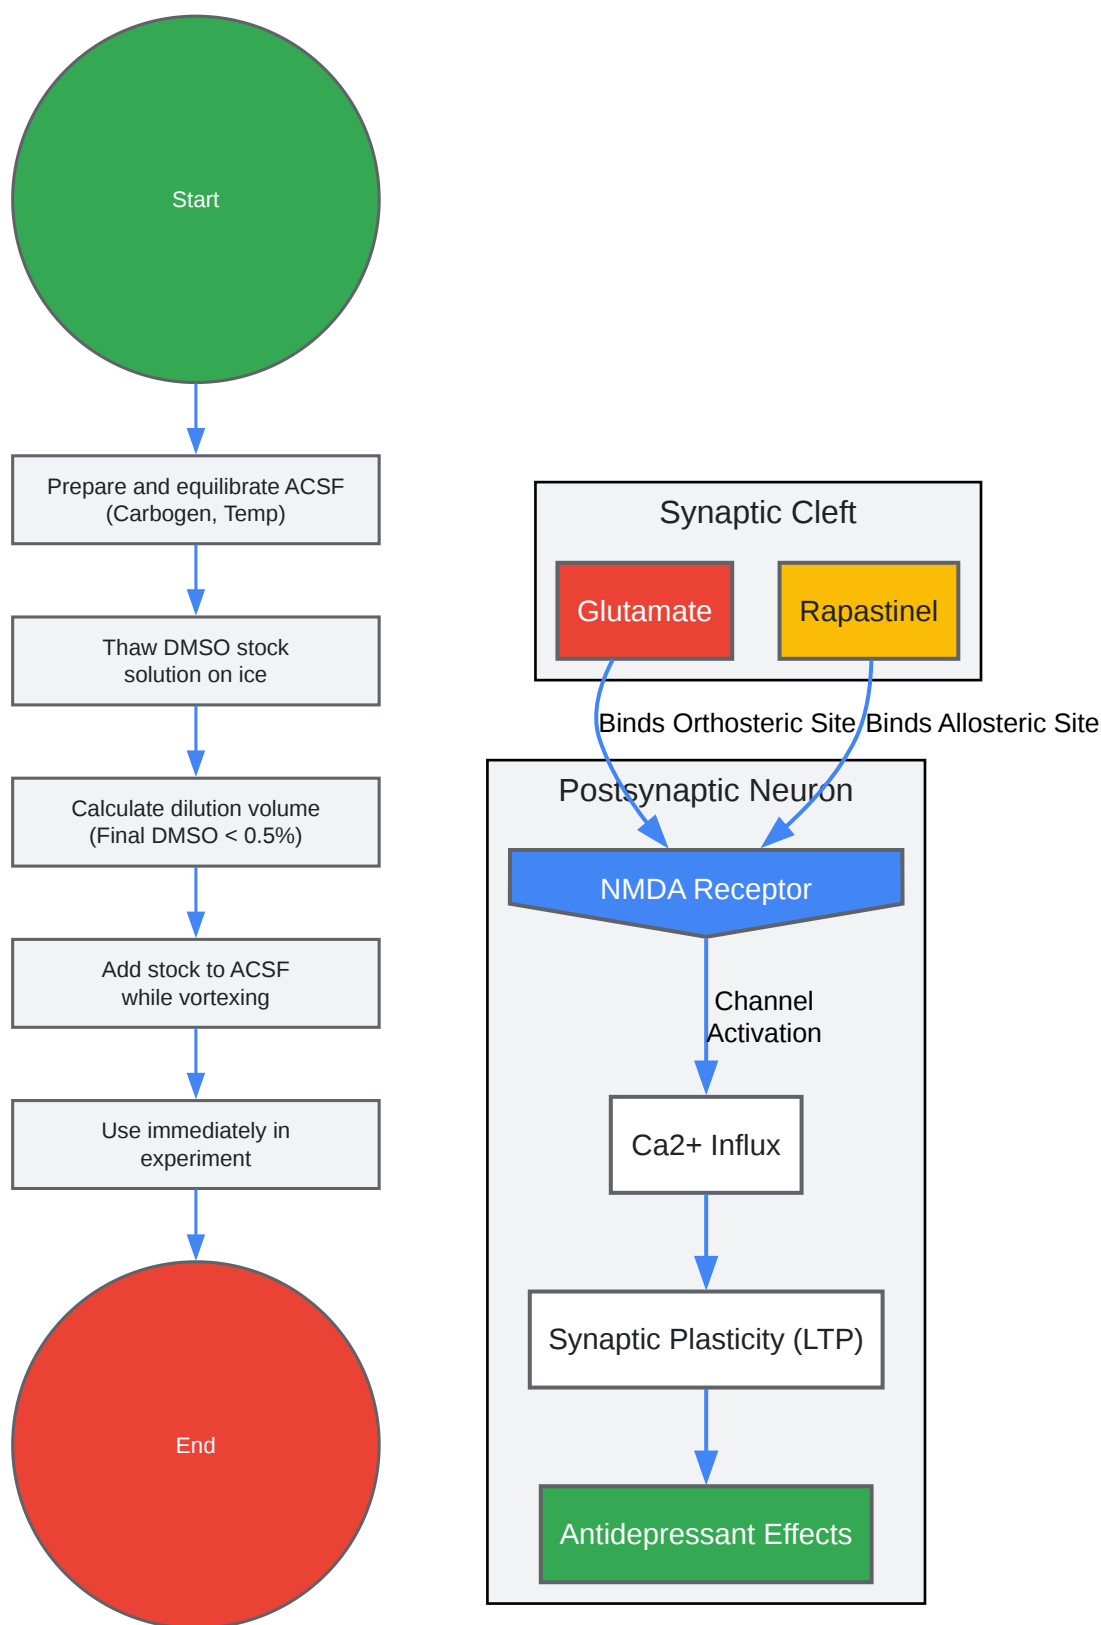 Start
Prepare and equilibrate ACSF
(Carbogen, Temp)
Thaw DMSO stock
solution on ice
Calculate dilution volume
(Final DMSO < 0.5%)
Add stock to ACSF
while vortexing
Use immediately in
experiment
End
Synaptic Cleft
Glutamate
Rapastinel
Binds Orthosteric Site
Binds Allosteric Site
Postsynaptic Neuron
NMDA Receptor
Channel
Activation
Ca2+ Influx
Synaptic Plasticity (LTP)
Antidepressant Effects